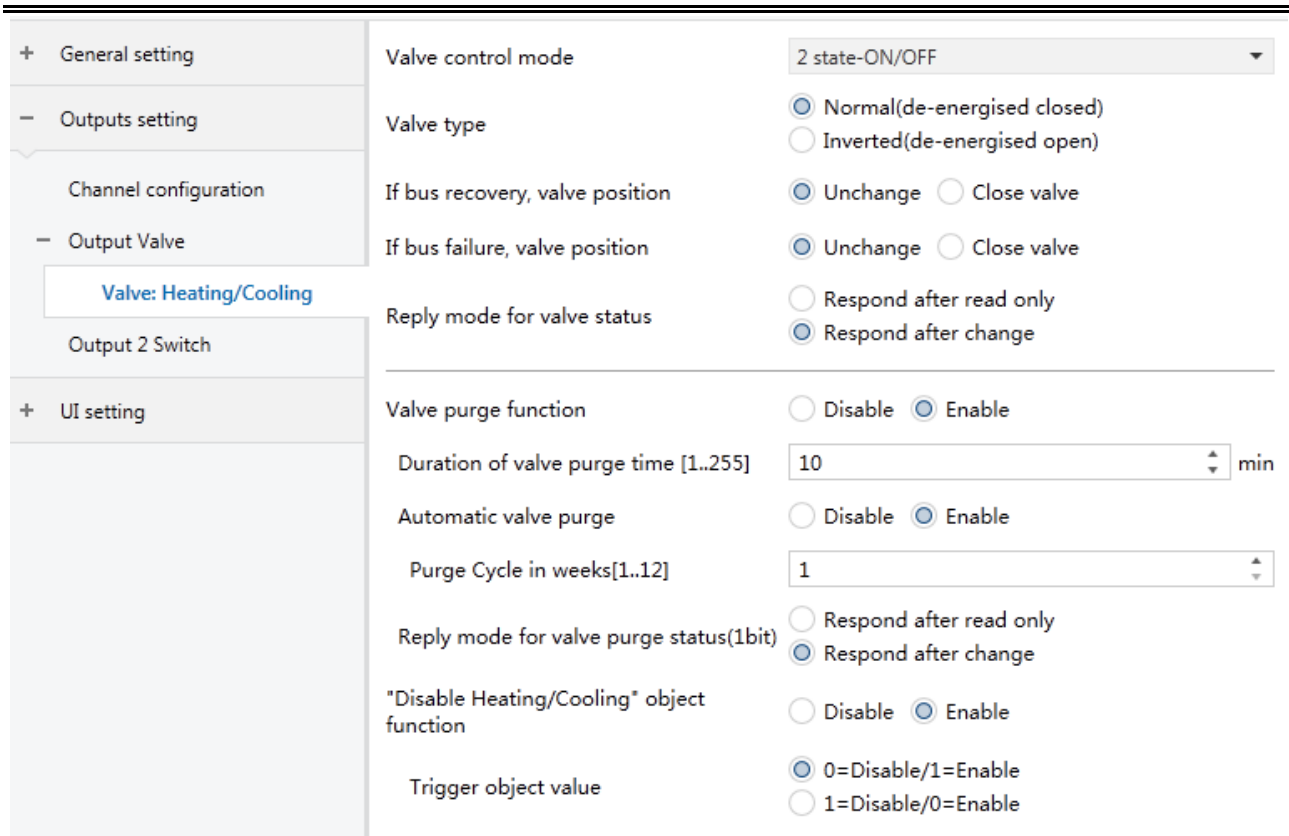 + General setting
− Outputs setting
Channel configuration
− Output Valve
Valve: Heating/Cooling
Output 2 Switch
+ UI setting
Valve control mode 2 state-ON/OFF
Valve type Normal(de-energised closed)
Inverted(de-energised open)
If bus recovery, valve position Unchange Close valve
If bus failure, valve position Unchange Close valve
Reply mode for valve status Respond after read only
Respond after change
Valve purge function Disable Enable
Duration of valve purge time [1..255] 10 min
Automatic valve purge Disable Enable
Purge Cycle in weeks[1..12] 1
Reply mode for valve purge status(1bit) Respond after read only
Respond after change
"Disable Heating/Cooling" object
function Disable Enable
Trigger object value 0=Disable/1=Enable
1=Disable/0=Enable